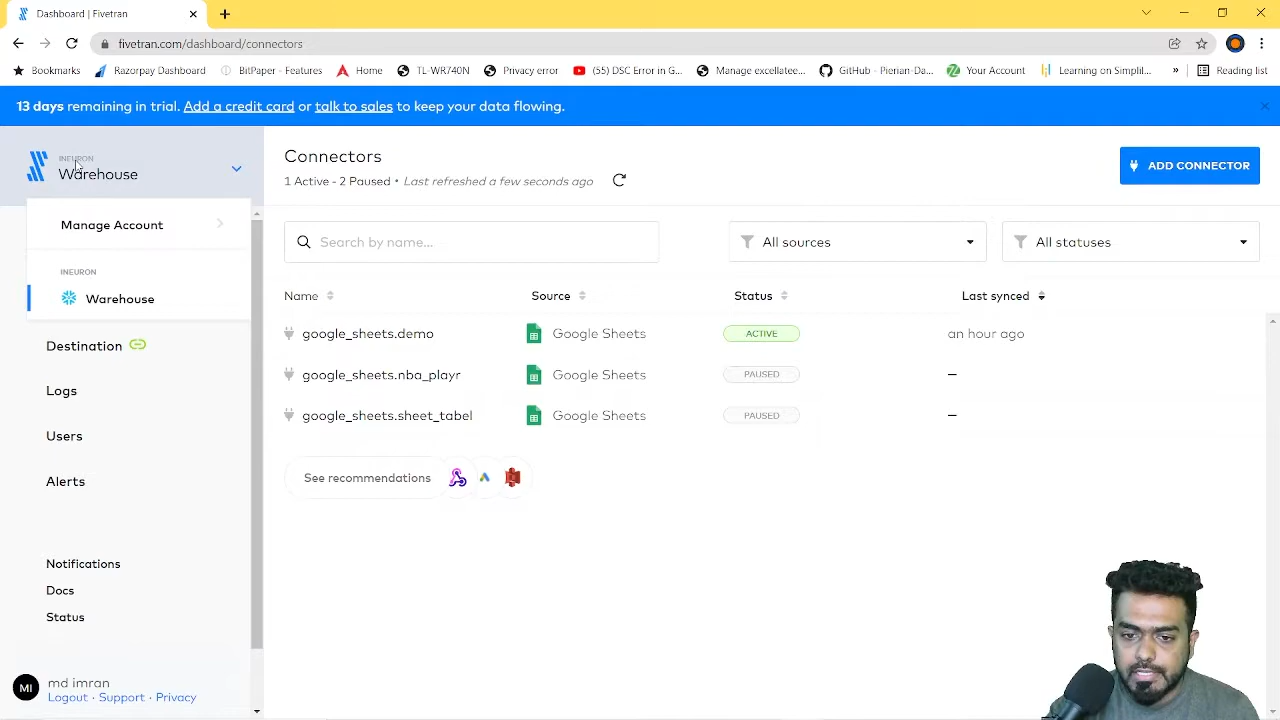 Dashboard | Fivetran
fivetran.com/dashboard/connectors
Bookmarks
Razorpay Dashboard
BitPaper - Features
Home
TL-WR740N
Privacy error
(55) DSC Error in G...
Manage excellatee...
GitHub - Pierian-Da...
Your Account
Learning on Simplil...
»
Reading list
13 days remaining in trial. Add a credit card or talk to sales to keep your data flowing.
INEURON
Warehouse
Manage Account
INEURON
Warehouse
Destination
Logs
Users
Alerts
Notifications
Docs
Status
MI
md imran
Logout · Support · Privacy
Connectors
1 Active - 2 Paused • Last refreshed a few seconds ago
ADD CONNECTOR
Search by name...
All sources
All statuses
Name Source Status Last synced
google_sheets.demo Google Sheets ACTIVE an hour ago
google_sheets.nba_playr Google Sheets PAUSED –
google_sheets.sheet_tabel Google Sheets PAUSED –
See recommendations